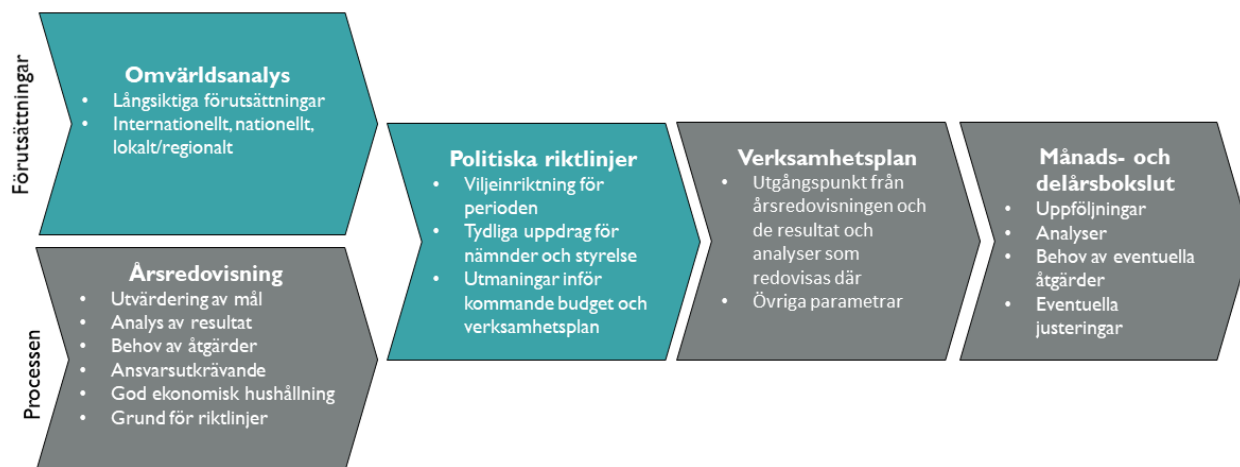 Förutsättningar
Omvärldsanalys
• Långsiktiga förutsättningar
• Internationellt, nationellt,
lokalt/regionalt
Processen
Årsredovisning
• Utvärdering av mål
• Analys av resultat
• Behov av åtgärder
• Ansvarsutkrävande
• God ekonomisk hushållning
• Grund för riktlinjer
Politiska riktlinjer
• Viljeinriktning för
perioden
• Tydliga uppdrag för
nämnder och styrelse
• Utmaningar inför
kommande budget och
verksamhetsplan
Verksamhetsplan
• Utgångspunkt från
årsredovisningen och
de resultat och
analyser som
redovisas där
• Övriga parametrar
Månads- och
delårsbokslut
• Uppföljningar
• Analyser
• Behov av eventuella
åtgärder
• Eventuella
justeringar